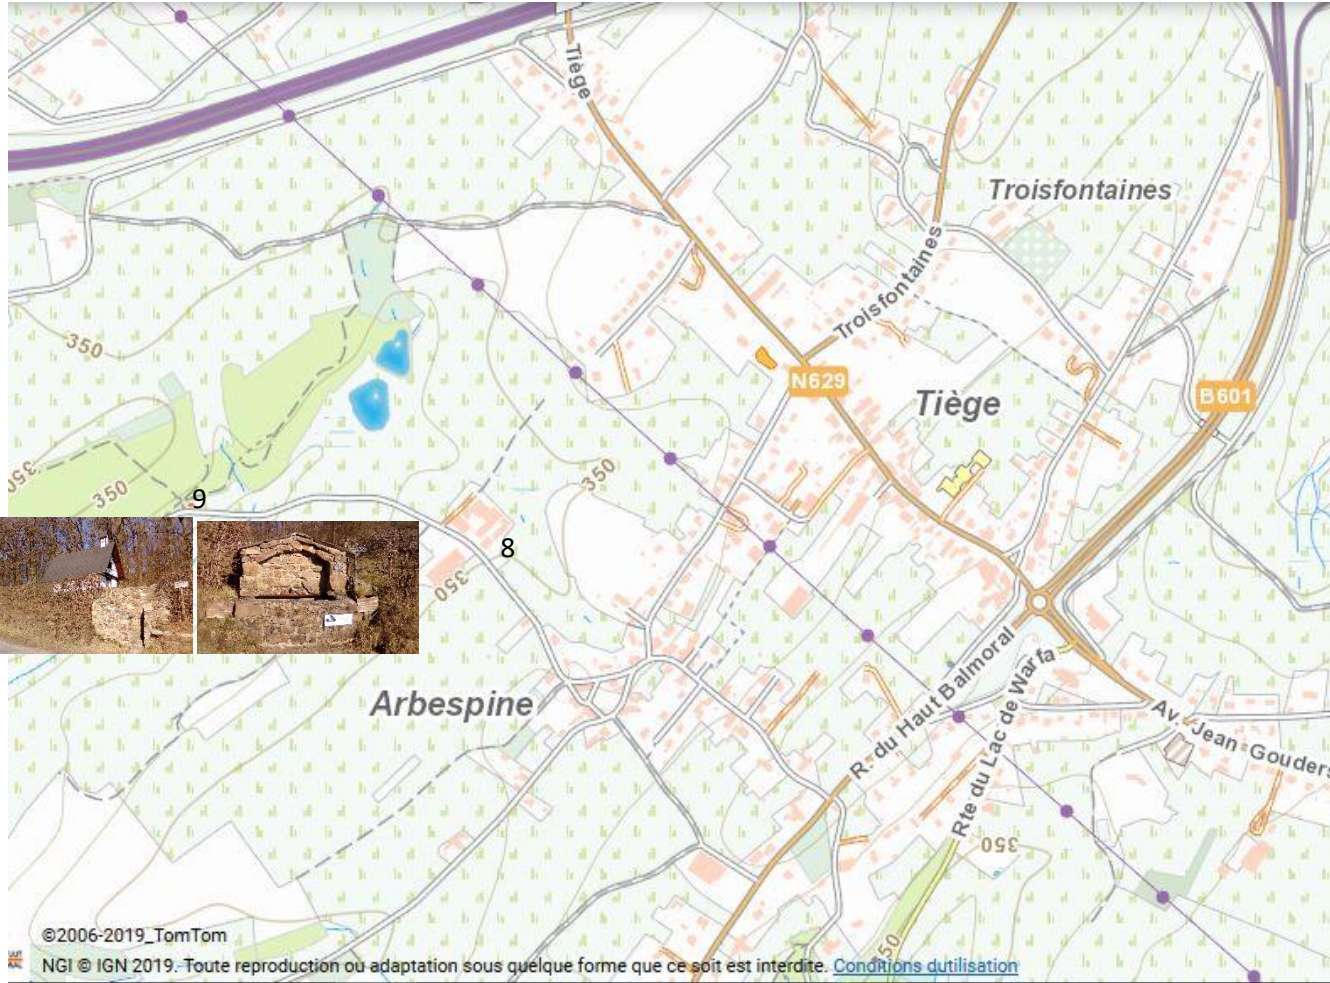 Tiège
Troisfontaines
Troisfontaines
350
N629
Tiège
B601
350
350
350
9
8
350
R. du Haut Balmoral
Rte du Lac de Warfa
Arbespine
Av. Jean Gouders
350
350
©2006-2019_TomTom
NGI © IGN 2019. Toute reproduction ou adaptation sous quelque forme que ce soit est interdite. Conditions dutilisation